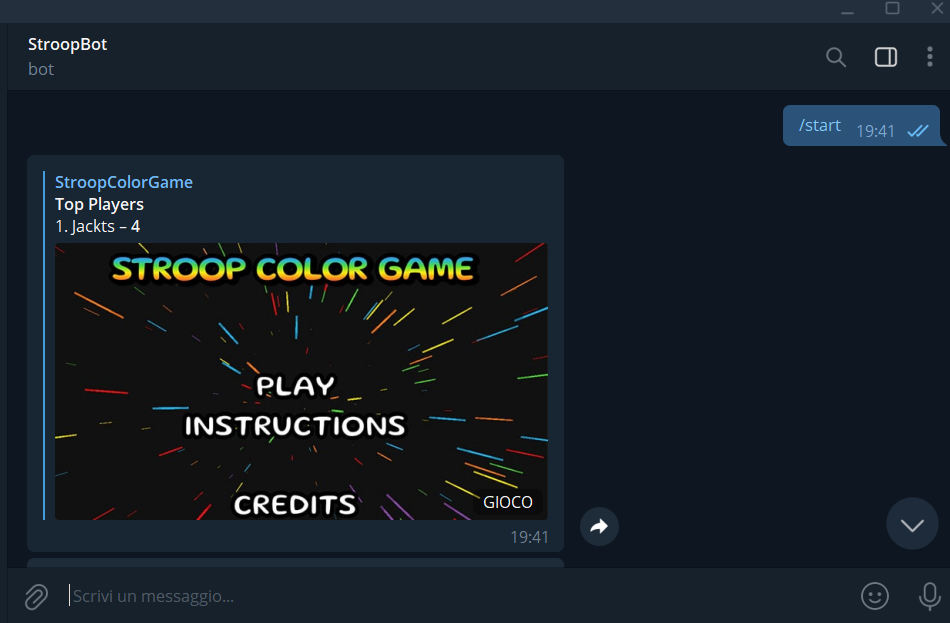 StroopBot
bot
/start 19:41
StroopColorGame
Top Players
1. Jackts – 4
STROOP COLOR GAME
PLAY
INSTRUCTIONS
CREDITS
GIOCO
19:41
Scrivi un messaggio...